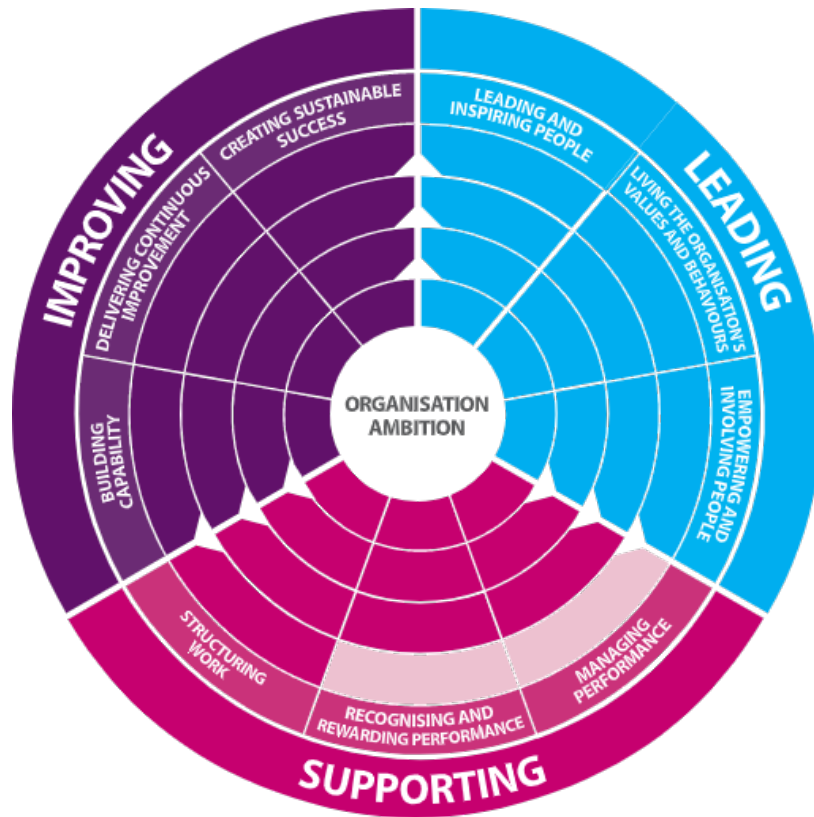 IMPROVING
CREATING SUSTAINABLE
SUCCESS
DELIVERING CONTINUOUS
IMPROVEMENT
BUILDING
CAPABILITY
LEADING
LEADING AND
INSPIRING PEOPLE
LIVING THE ORGANISATION'S
VALUES AND BEHAVIOURS
EMPOWERING AND
INVOLVING PEOPLE
ORGANISATION
AMBITION
STRUCTURING
WORK
RECOGNISING AND
REWARDING PERFORMANCE
MANAGING
PERFORMANCE
SUPPORTING